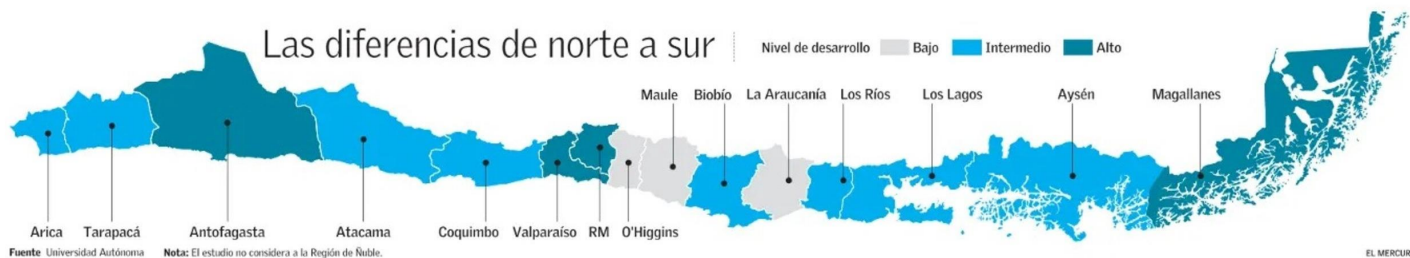 Las diferencias de norte a sur
Nivel de desarrollo Bajo Intermedio Alto
Maule Biobío La Araucanía Los Ríos Los Lagos Aysén Magallanes
Arica Tarapacá Antofagasta Atacama Coquimbo Valparaíso RM O'Higgins
Fuente Universidad Autónoma Nota: El estudio no considera a la Región de Ñuble.
EL MERCUR